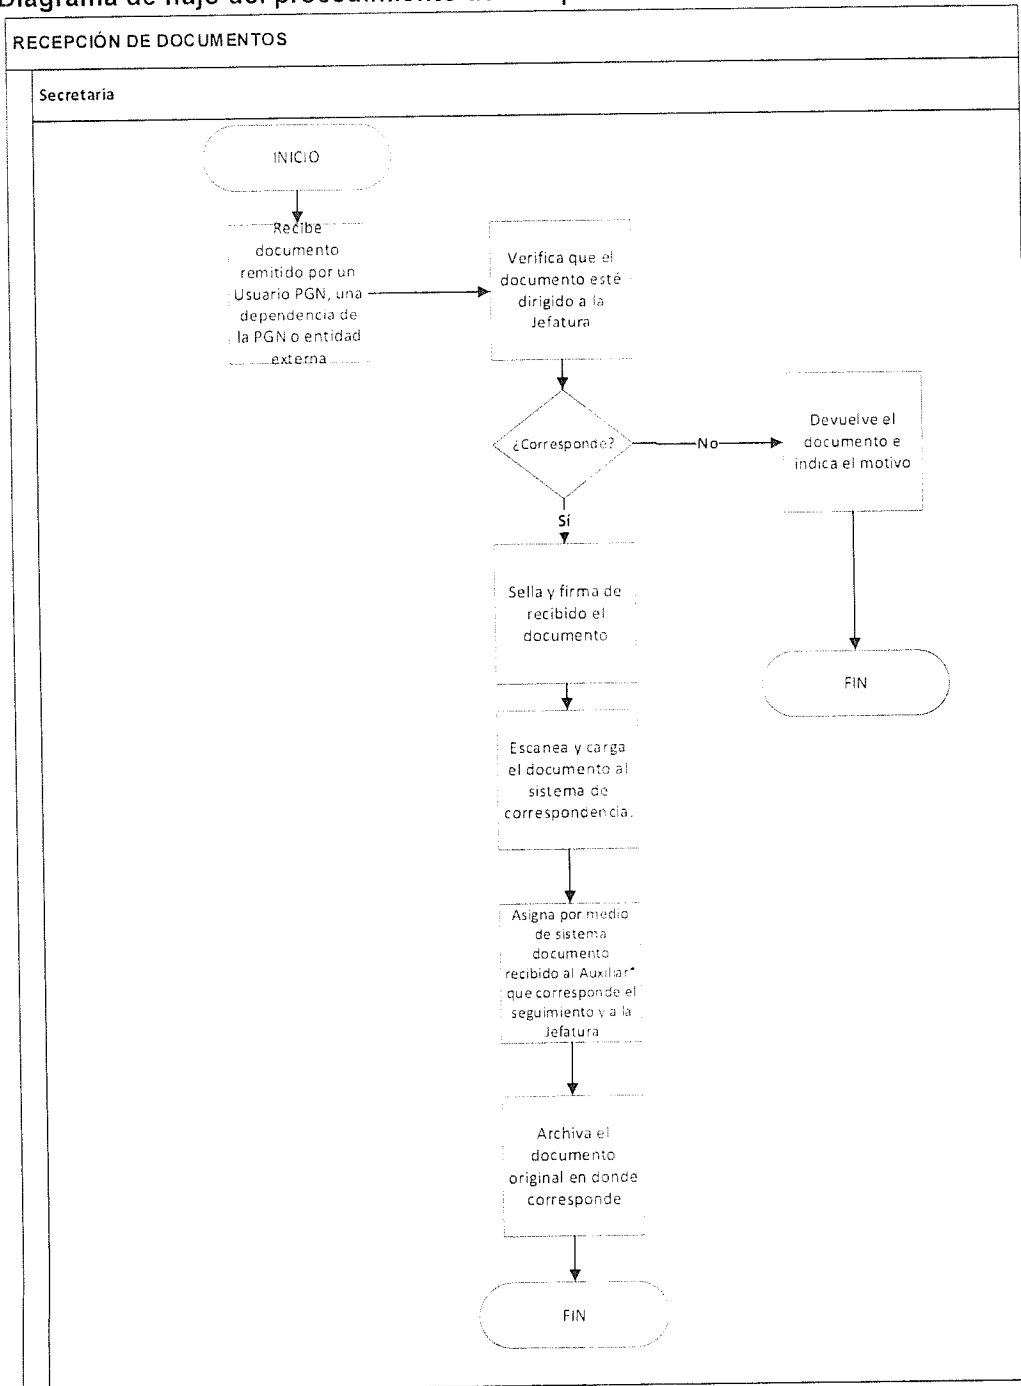 RECEPCIÓN DE DOCUMENTOS
Secretaria
INICIO
Recibe
documento
remitido por un
Usuario PGN, una
dependencia de
la PGN o entidad
externa
Verifica que el
documento esté
dirigido a la
Jefatura
¿Corresponde?
No
Devuelve el
documento e
indica el motivo
Sí
Sella y firma de
recibido el
documento
FIN
Escanea y carga
el documento al
sistema de
correspondencia.
Asigna por medio
de sistema
documento
recibido al Auxiliar*
que corresponde el
seguimiento y a la
Jefatura
Archiva el
documento
original en donde
corresponde
FIN